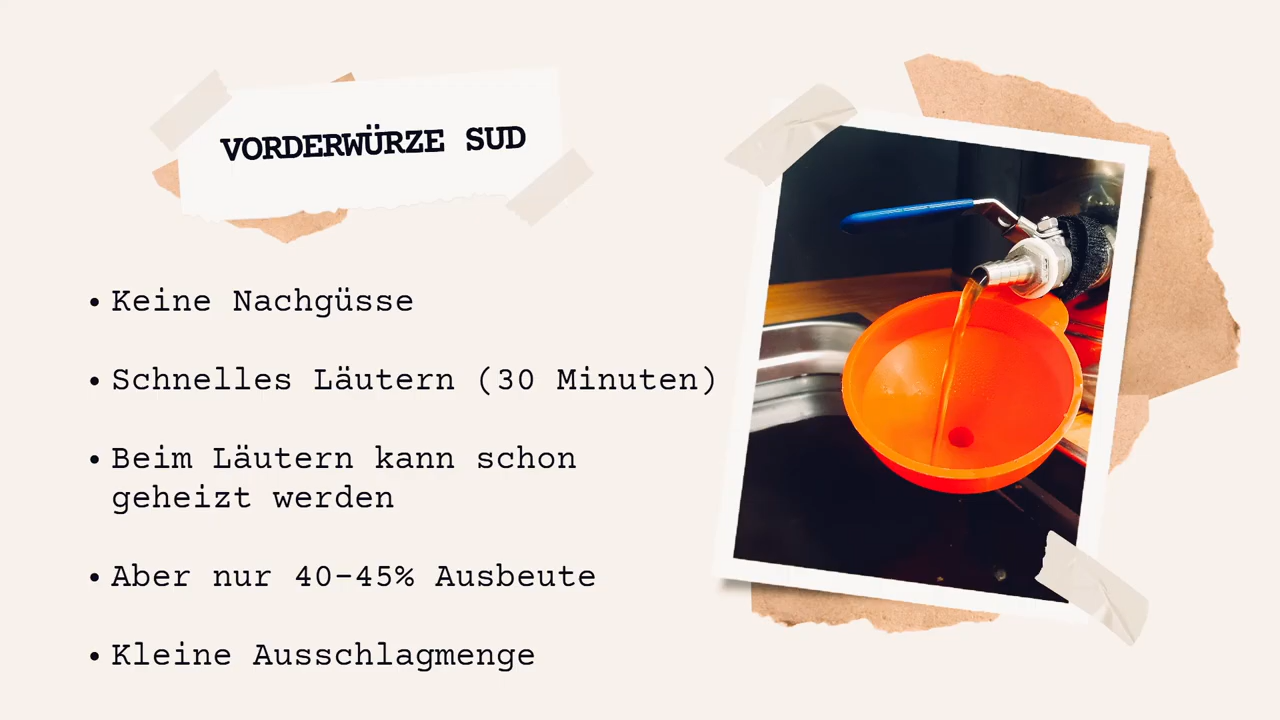 VORDERWÜRZE SUD
• Keine Nachgüsse
• Schnelles Läutern (30 Minuten)
• Beim Läutern kann schon
geheizt werden
• Aber nur 40-45% Ausbeute
• Kleine Ausschlagmenge